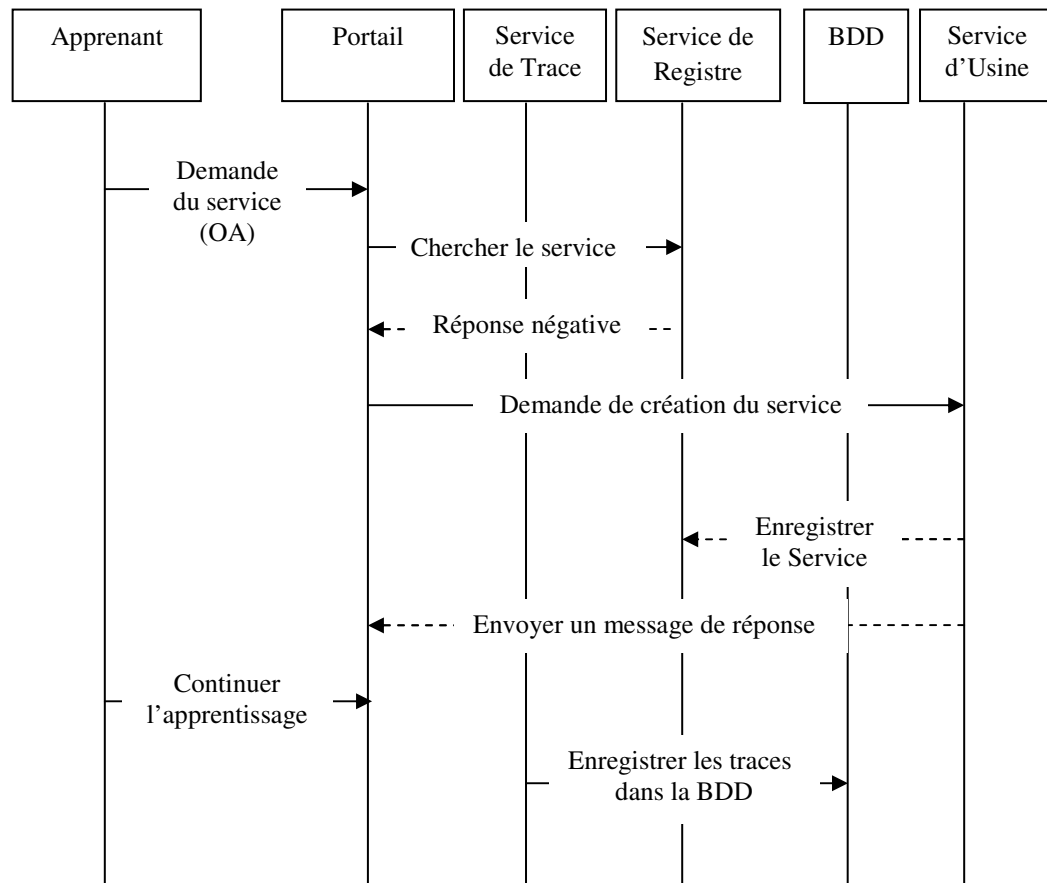 Apprenant
Portail
Service
de Trace
Service de
Registre
BDD
Service
d’Usine
Demande
du service
(OA)
Chercher le service
Réponse négative
Demande de création du service
Enregistrer
le Service
Envoyer un message de réponse
Continuer
l’apprentissage
Enregistrer les traces
dans la BDD